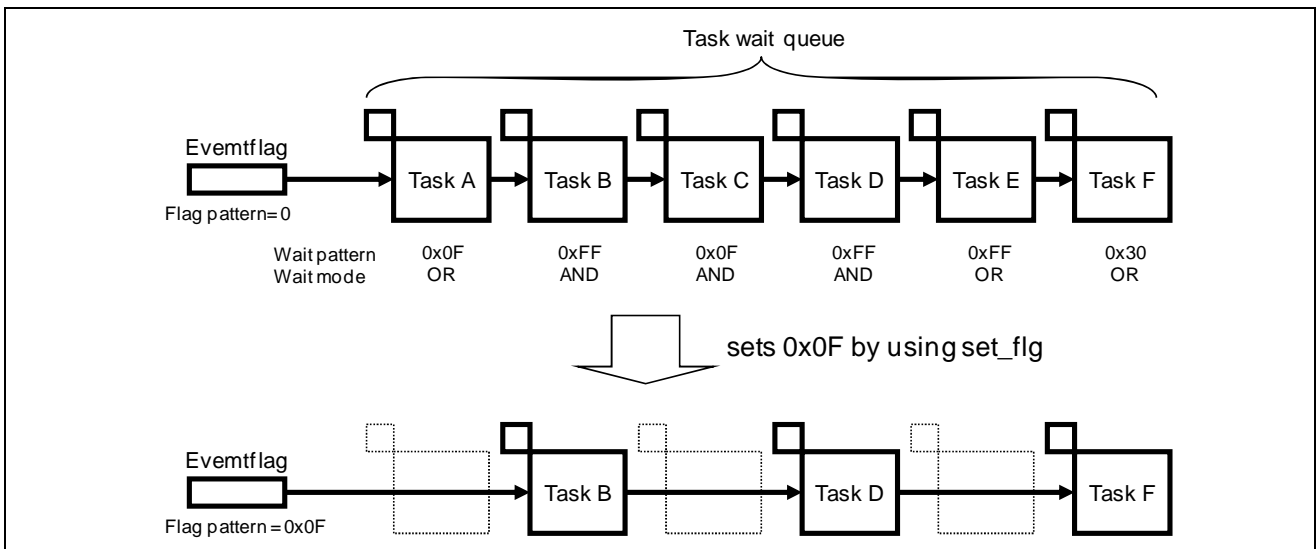 Task wait queue
Evemtflag
Task A Task B Task C Task D Task E Task F
Flag pattern=0
Wait pattern 0x0F 0xFF 0x0F 0xFF 0xFF 0x30
Wait mode OR AND AND AND OR OR
sets 0x0F by using set_flg
Evemtflag
Task B Task D Task F
Flag pattern=0x0F